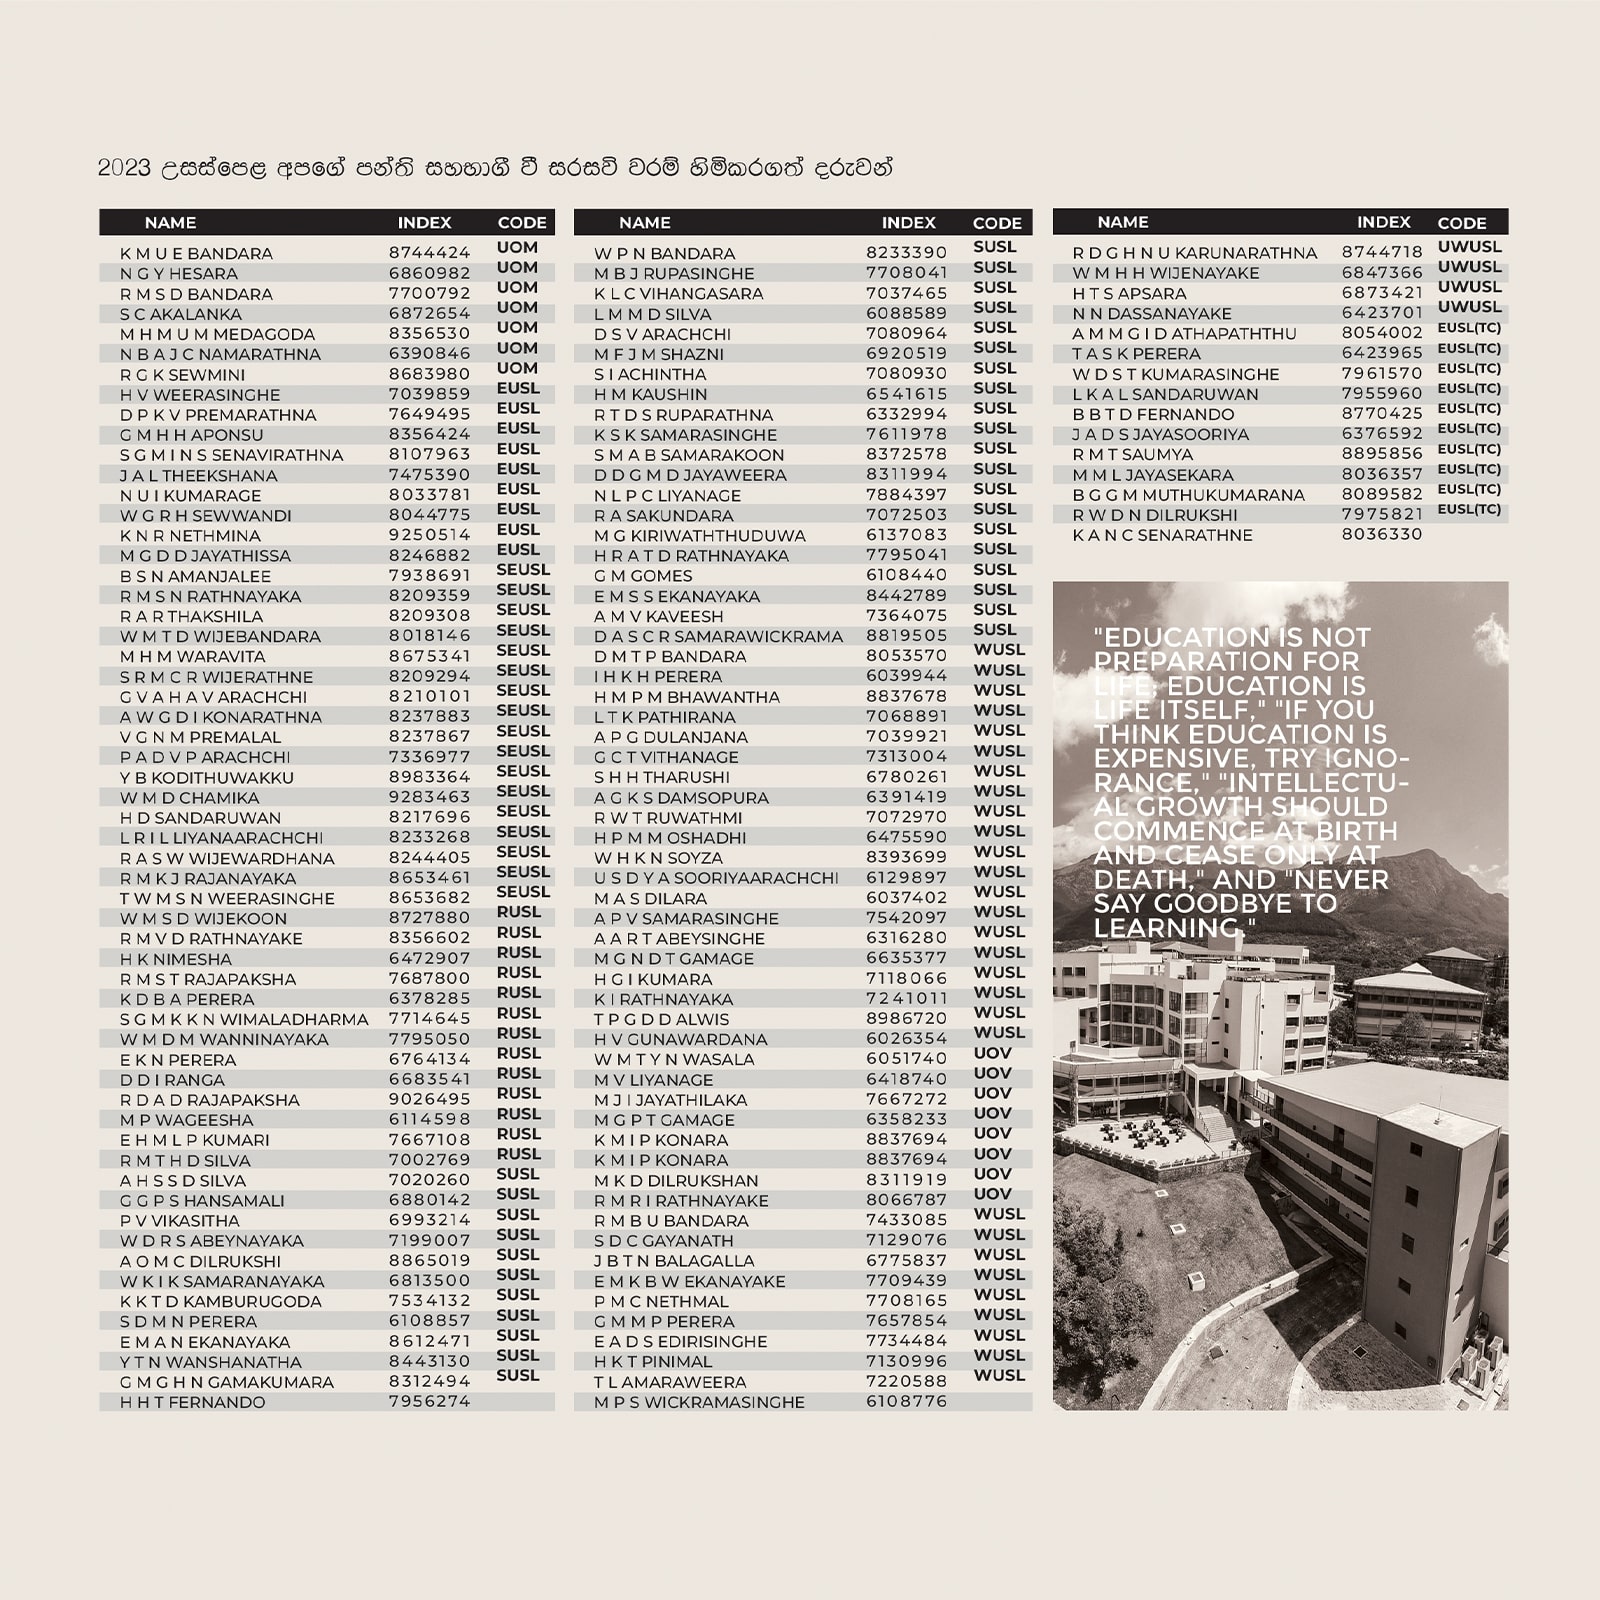 2023 උසස්පෙළ අපගේ පන්ති සහභාගී වී සරසවි වරම් හිමිකරගත් දරුවන්
NAME INDEX CODE
K M U E BANDARA 8744424 UOM
N G Y HESARA 6860982 UOM
R M S D BANDARA 7700792 UOM
S C AKALANKA 6872654 UOM
M H M U M MEDAGODA 8356530 UOM
N B A J C NAMARATHNA 6390846 UOM
R G K SEWMINI 8683980 UOM
H V WEERASINGHE 7039859 EUSL
D P K V PREMARATHNA 7649495 EUSL
G M H H APONSU 8356424 EUSL
S G M I N S SENAVIRATHNA 8107963 EUSL
J A L THEEKSHANA 7475390 EUSL
N U I KUMARAGE 8033781 EUSL
W G R H SEWWANDI 8044775 EUSL
K N R NETHMINA 9250514 EUSL
M G D D JAYATHISSA 8246882 EUSL
B S N AMANJALEE 7938691 SEUSL
R M S N RATHNAYAKA 8209359 SEUSL
R A R THAKSHILA 8209308 SEUSL
W M T D WIJEBANDARA 8018146 SEUSL
M H M WARAVITA 8675341 SEUSL
S R M C R WIJERATHNE 8209294 SEUSL
G V A H A V ARACHCHI 8210101 SEUSL
A W G D I KONARATHNA 8237883 SEUSL
V G N M PREMALAL 8237867 SEUSL
P A D V P ARACHCHI 7336977 SEUSL
Y B KODITHUWAKKU 8983364 SEUSL
W M D CHAMIKA 9283463 SEUSL
H D SANDARUWAN 8217696 SEUSL
L R I L LIYANAARACHCHI 8233268 SEUSL
R A S W WIJEWARDHANA 8244405 SEUSL
R M K J RAJANAYAKA 8653461 SEUSL
T W M S N WEERASINGHE 8653682 SEUSL
W M S D WIJEKOON 8727880 RUSL
R M V D RATHNAYAKE 8356602 RUSL
H K NIMESHA 6472907 RUSL
R M S T RAJAPAKSHA 7687800 RUSL
K D B A PERERA 6378285 RUSL
S G M K K N WIMALADHARMA 7714645 RUSL
W M D M WANNINAYAKA 7795050 RUSL
E K N PERERA 6764134 RUSL
D D I RANGA 6683541 RUSL
R D A D RAJAPAKSHA 9026495 RUSL
M P WAGEESHA 6114598 RUSL
E H M L P KUMARI 7667108 RUSL
R M T H D SILVA 7002769 RUSL
A H S S D SILVA 7020260 SUSL
G G P S HANSAMALI 6880142 SUSL
P V VIKASITHA 6993214 SUSL
W D R S ABEYNAYAKA 7199007 SUSL
A O M C DILRUKSHI 8865019 SUSL
W K I K SAMARANAYAKA 6813500 SUSL
K K T D KAMBURUGODA 7534132 SUSL
S D M N PERERA 6108857 SUSL
E M A N EKANAYAKA 8612471 SUSL
Y T N WANSHANATHA 8443130 SUSL
G M G H N GAMAKUMARA 8312494 SUSL
H H T FERNANDO 7956274
NAME INDEX CODE
W P N BANDARA 8233390 SUSL
M B J RUPASINGHE 7708041 SUSL
K L C VIHANGASARA 7037465 SUSL
L M M D SILVA 6088589 SUSL
D S V ARACHCHI 7080964 SUSL
M F J M SHAZNI 6920519 SUSL
S I ACHINTHA 7080930 SUSL
H M KAUSHIN 6541615 SUSL
R T D S RUPARATHNA 6332994 SUSL
K S K SAMARASINGHE 7611978 SUSL
S M A B SAMARAKOON 8372578 SUSL
D D G M D JAYAWEERA 8311994 SUSL
N L P C LIYANAGE 7884397 SUSL
R A SAKUNDARA 7072503 SUSL
M G KIRIWATHTHUDUWA 6137083 SUSL
H R A T D RATHNAYAKA 7795041 SUSL
G M GOMES 6108440 SUSL
E M S S EKANAYAKA 8442789 SUSL
A M V KAVEESH 7364075 SUSL
D A S C R SAMARAWICKRAMA 8819505 SUSL
D M T P BANDARA 8053570 WUSL
I H K H PERERA 6039944 WUSL
H M P M BHAWANTHA 8837678 WUSL
L T K PATHIRANA 7068891 WUSL
A P G DULANJANA 7039921 WUSL
G C T VITHANAGE 7313004 WUSL
S H H THARUSHI 6780261 WUSL
A G K S DAMSOPURA 6391419 WUSL
R W T RUWATHMI 7072970 WUSL
H P M M OSHADHI 6475590 WUSL
W H K N SOYZA 8393699 WUSL
U S D Y A SOORIYAARACHCHI 6129897 WUSL
M A S DILARA 6037402 WUSL
A P V SAMARASINGHE 7542097 WUSL
A A R T ABEYSINGHE 6316280 WUSL
M G N D T GAMAGE 6635377 WUSL
H G I KUMARA 7118066 WUSL
K I RATHNAYAKA 7241011 WUSL
T P G D D ALWIS 8986720 WUSL
H V GUNAWARDANA 6026354 WUSL
W M T Y N WASALA 6051740 UOV
M V LIYANAGE 6418740 UOV
M J I JAYATHILAKA 7667272 UOV
M G P T GAMAGE 6358233 UOV
K M I P KONARA 8837694 UOV
K M I P KONARA 8837694 UOV
M K D DILRUKSHAN 8311919 UOV
R M R I RATHNAYAKE 8066787 UOV
R M B U BANDARA 7433085 WUSL
S D C GAYANATH 7129076 WUSL
J B T N BALAGALLA 6775837 WUSL
E M K B W EKANAYAKE 7709439 WUSL
P M C NETHMAL 7708165 WUSL
G M M P PERERA 7657854 WUSL
E A D S EDIRISINGHE 7734484 WUSL
H K T PINIMAL 7130996 WUSL
T L AMARAWEERA 7220588 WUSL
M P S WICKRAMASINGHE 6108776
NAME INDEX CODE
R D G H N U KARUNARATHNA 8744718 UWUSL
W M H H WIJENAYAKE 6847366 UWUSL
H T S APSARA 6873421 UWUSL
N N DASSANAYAKE 6423701 UWUSL
A M M G I D ATHAPATHTHU 8054002 EUSL(TC)
T A S K PERERA 6423965 EUSL(TC)
W D S T KUMARASINGHE 7961570 EUSL(TC)
L K A L SANDARUWAN 7955960 EUSL(TC)
B B T D FERNANDO 8770425 EUSL(TC)
J A D S JAYASOORIYA 6376592 EUSL(TC)
R M T SAUMYA 8895856 EUSL(TC)
M M L JAYASEKARA 8036357 EUSL(TC)
B G G M MUTHUKUMARANA 8089582 EUSL(TC)
R W D N DILRUKSHI 7975821 EUSL(TC)
K A N C SENARATHNE 8036330
"EDUCATION IS NOT
PREPARATION FOR
LIFE; EDUCATION IS
LIFE ITSELF," "IF YOU
THINK EDUCATION IS
EXPENSIVE, TRY IGNO-
RANCE," "INTELLECTU-
AL GROWTH SHOULD
COMMENCE AT BIRTH
AND CEASE ONLY AT
DEATH," AND "NEVER
SAY GOODBYE TO
LEARNING."